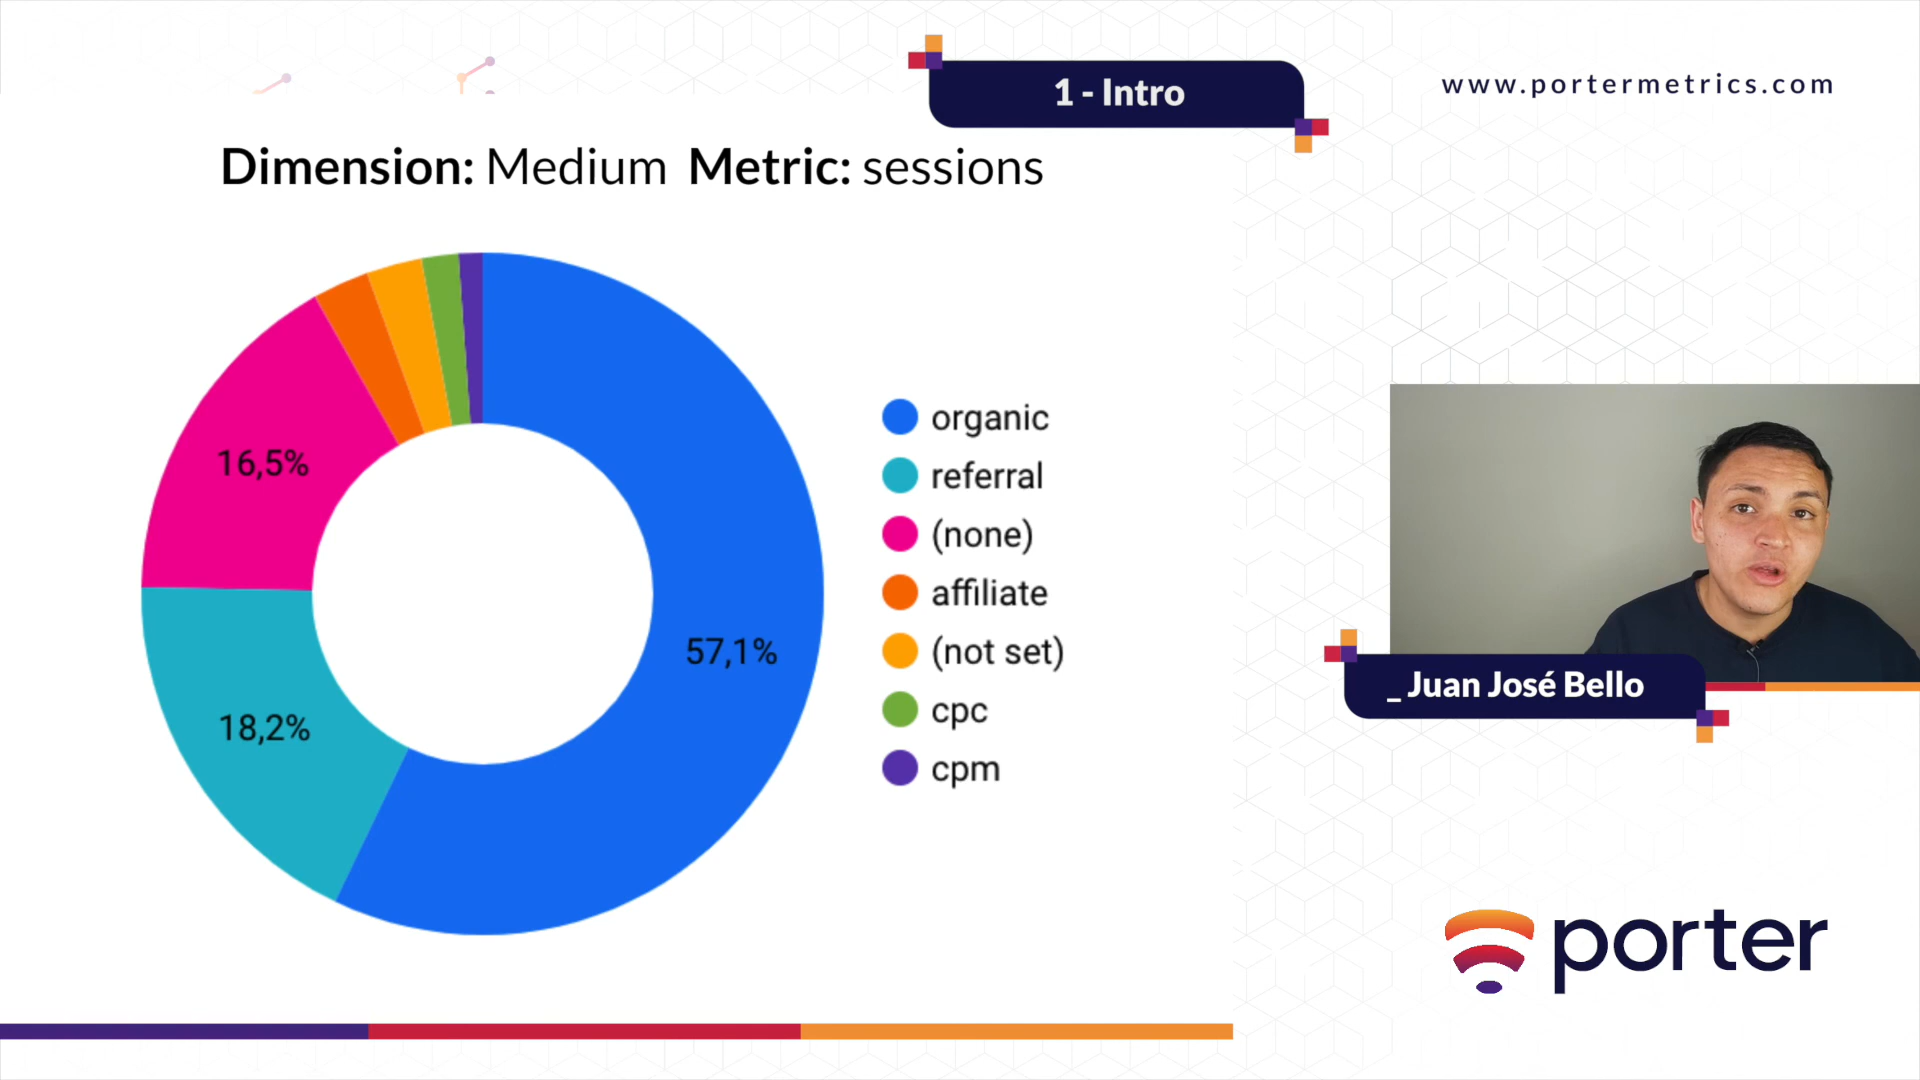 1 - Intro
www.portermetrics.com
Dimension: Medium Metric: sessions
16,5%
57,1%
18,2%
organic
referral
(none)
affiliate
(not set)
cpc
cpm
_ Juan José Bello
porter